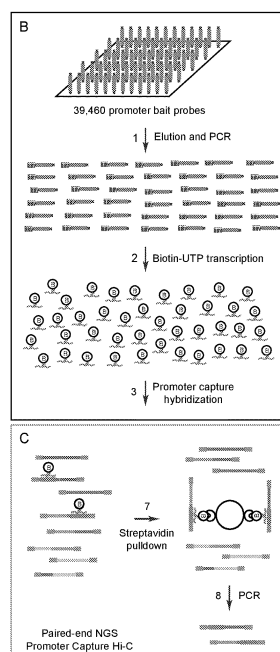 B
39,460 promoter bait probes
1 Elution and PCR
2 Biotin-UTP transcription
3 Promoter capture
hybridization
C
7
Streptavidin
pulldown
8 PCR
Paired-end NGS
Promoter Capture Hi-C